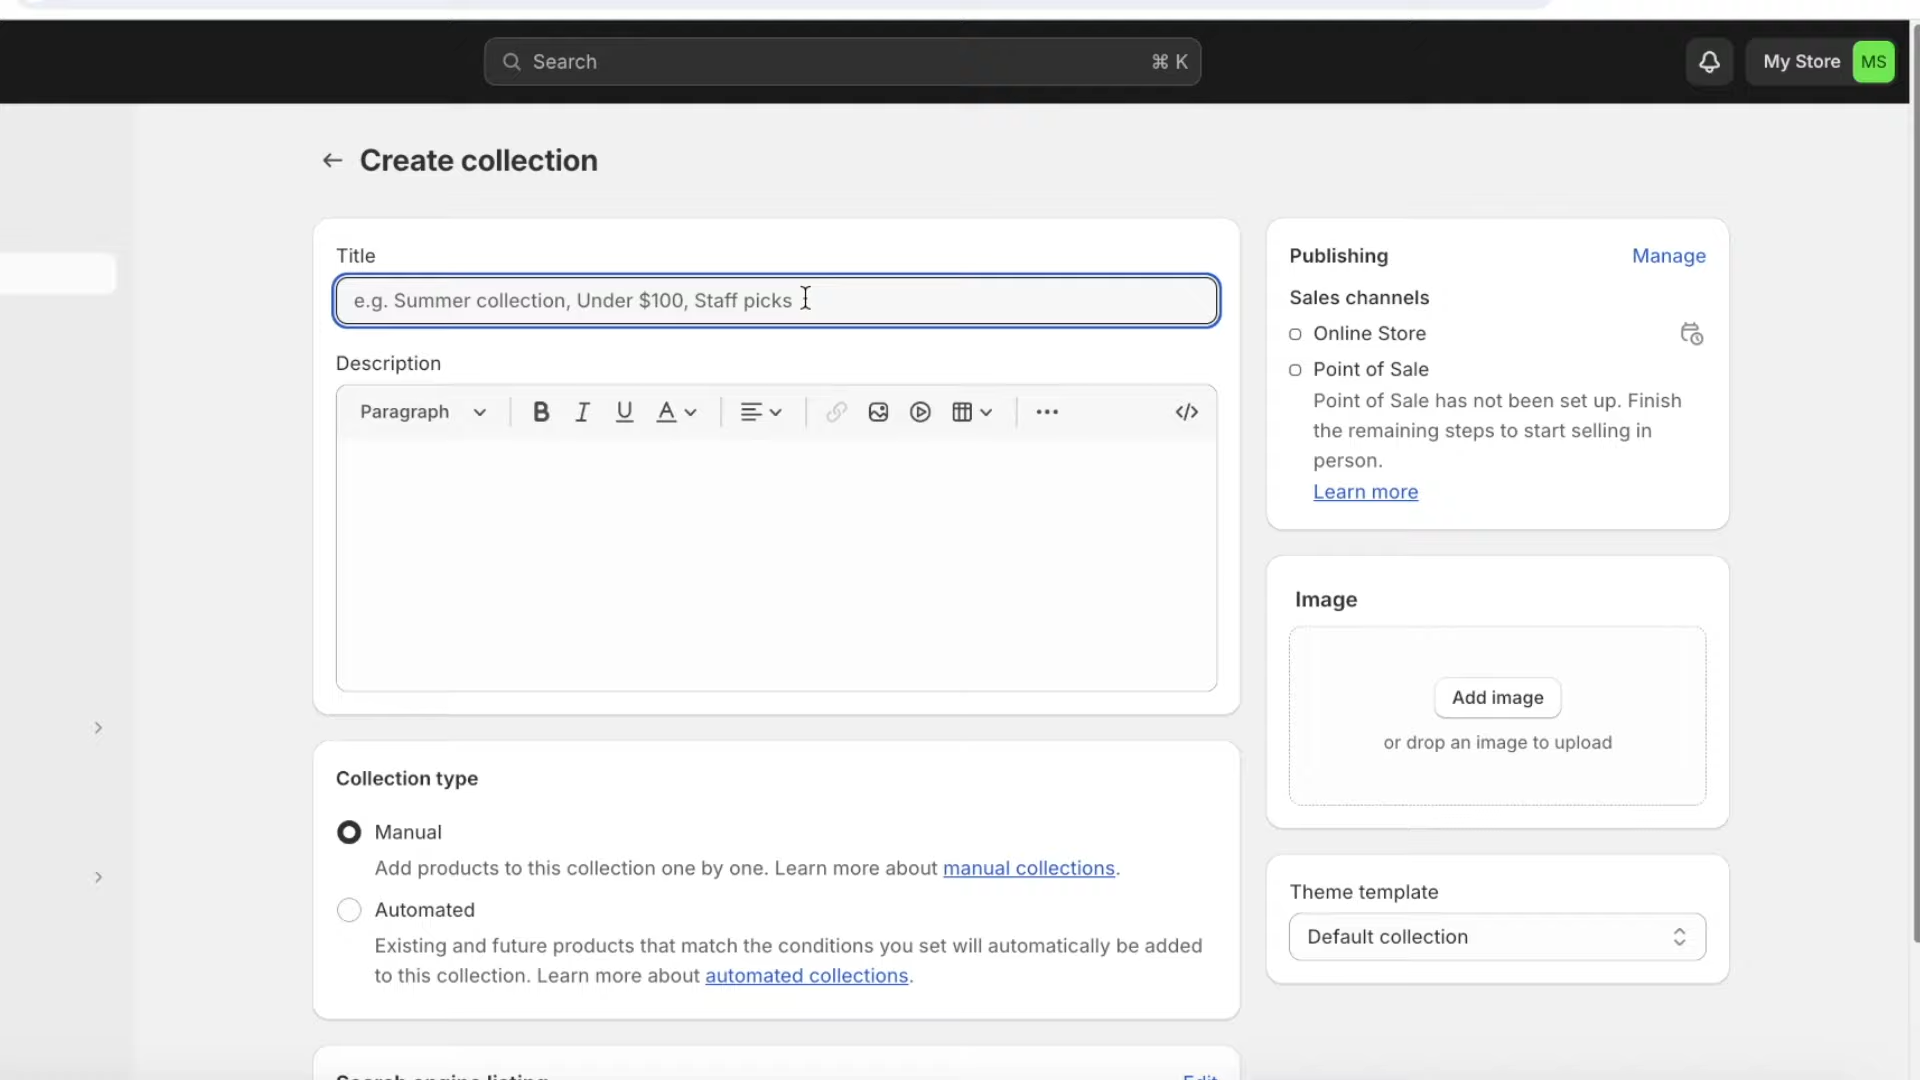 Search ⌘ K
My Store MS
Create collection
Title
e.g. Summer collection, Under $100, Staff picks
Description
Paragraph
Collection type
Manual
Add products to this collection one by one. Learn more about manual collections.
Automated
Existing and future products that match the conditions you set will automatically be added
to this collection. Learn more about automated collections.
Search engine listing Edit
Publishing Manage
Sales channels
Online Store
Point of Sale
Point of Sale has not been set up. Finish
the remaining steps to start selling in
person.
Learn more
Image
Add image
or drop an image to upload
Theme template
Default collection